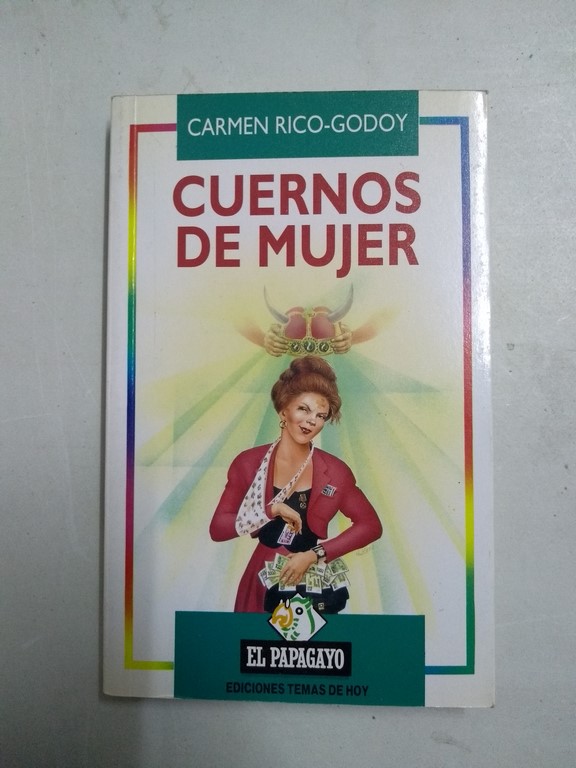 CARMEN RICO-GODOY
CUERNOS
DE MUJER
EL PAPAGAYO
EDICIONES TEMAS DE HOY